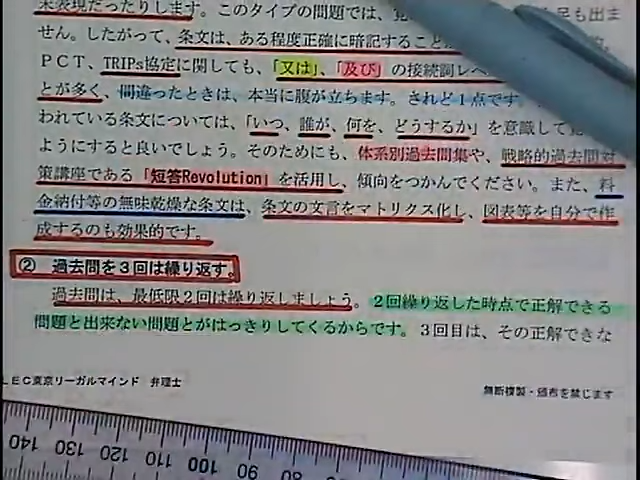 末表現だったりします。このタイプの問題では、
せん。したがって、条文は、ある程度正確に暗記すること
PCT、TRIPs協定に関しても、「又は」、「及び」の接続詞レベ
とが多く、間違ったときは、本当に腹が立ちます。されど１点です。
われている条文については、「いつ、誰が、何を、どうするか」を意識して
ようにすると良いでしょう。そのためにも、体系別過去問集や、戦略的過去問対
策講座である「短答Revolution」を活用し、傾向をつかんでください。また、料
金納付等の無味乾燥な条文は、条文の文言をマトリクス化し、図表等を自分で作
成するのも効果的です。
② 過去問を３回は繰り返す。
過去問は、最低限２回は繰り返しましょう。２回繰り返した時点で正解できる
問題と出来ない問題とがはっきりしてくるからです。３回目は、その正解できな
LEC東京リーガルマインド 弁理士
無断複製・頒布を禁じます
140 130 120 110 100 90 80